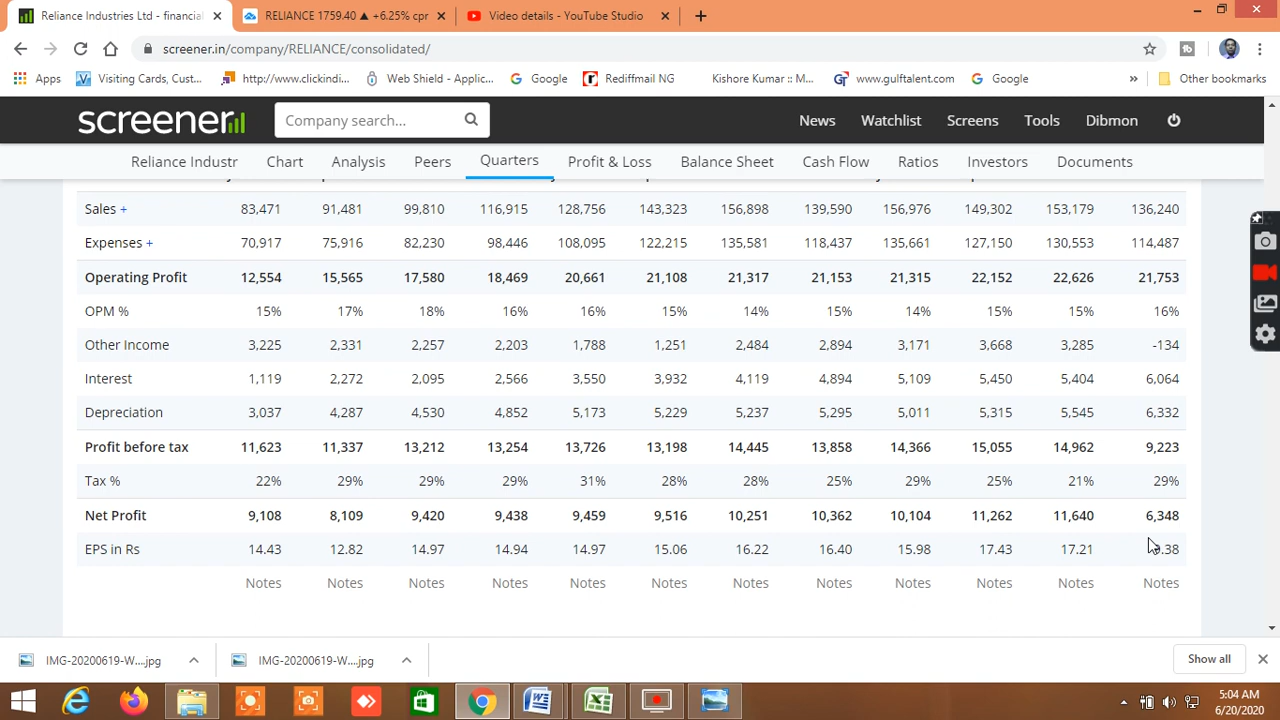 Reliance Industries Ltd - financial
RELIANCE 1759.40 ▲ +6.25% cpr
Video details - YouTube Studio
screener.in/company/RELIANCE/consolidated/
Apps Visiting Cards, Cust... http://www.clickindi... Web Shield - Applic... Google Rediffmail NG Kishore Kumar :: M... www.gulftalent.com Google » Other bookmarks
screener Company search... News Watchlist Screens Tools Dibmon
Reliance Industr Chart Analysis Peers Quarters Profit & Loss Balance Sheet Cash Flow Ratios Investors Documents
Sales + 83,471 91,481 99,810 116,915 128,756 143,323 156,898 139,590 156,976 149,302 153,179 136,240
Expenses + 70,917 75,916 82,230 98,446 108,095 122,215 135,581 118,437 135,661 127,150 130,553 114,487
Operating Profit 12,554 15,565 17,580 18,469 20,661 21,108 21,317 21,153 21,315 22,152 22,626 21,753
OPM % 15% 17% 18% 16% 16% 15% 14% 15% 14% 15% 15% 16%
Other Income 3,225 2,331 2,257 2,203 1,788 1,251 2,484 2,894 3,171 3,668 3,285 -134
Interest 1,119 2,272 2,095 2,566 3,550 3,932 4,119 4,894 5,109 5,450 5,404 6,064
Depreciation 3,037 4,287 4,530 4,852 5,173 5,229 5,237 5,295 5,011 5,315 5,545 6,332
Profit before tax 11,623 11,337 13,212 13,254 13,726 13,198 14,445 13,858 14,366 15,055 14,962 9,223
Tax % 22% 29% 29% 29% 31% 28% 28% 25% 29% 25% 21% 29%
Net Profit 9,108 8,109 9,420 9,438 9,459 9,516 10,251 10,362 10,104 11,262 11,640 6,348
EPS in Rs 14.43 12.82 14.97 14.94 14.97 15.06 16.22 16.40 15.98 17.43 17.21
Notes Notes Notes Notes Notes Notes Notes Notes Notes Notes Notes Notes
IMG-20200619-W....jpg IMG-20200619-W....jpg Show all
5:04 AM
6/20/2020